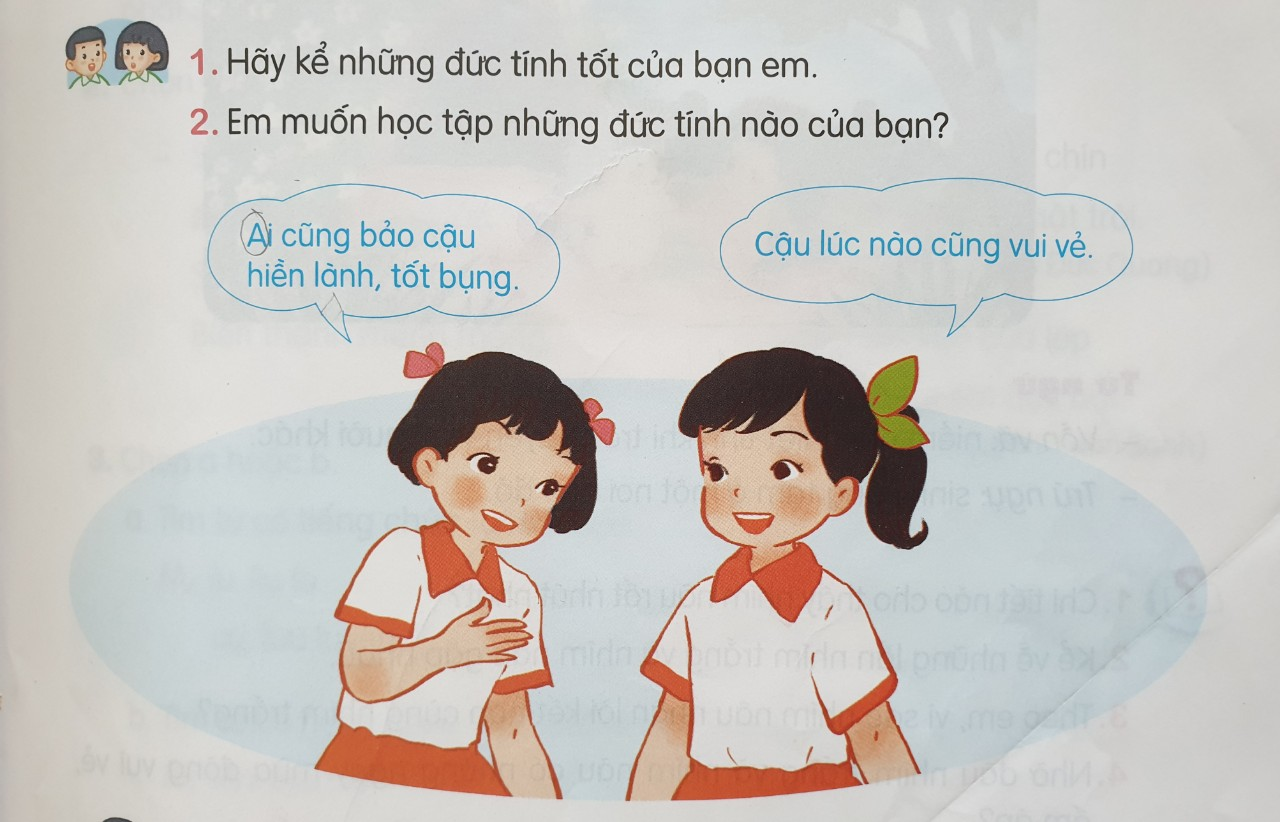 1. Hãy kể những đức tính tốt của bạn em.
2. Em muốn học tập những đức tính nào của bạn?
Ai cũng bảo cậu
hiền lành, tốt bụng.
Cậu lúc nào cũng vui vẻ.